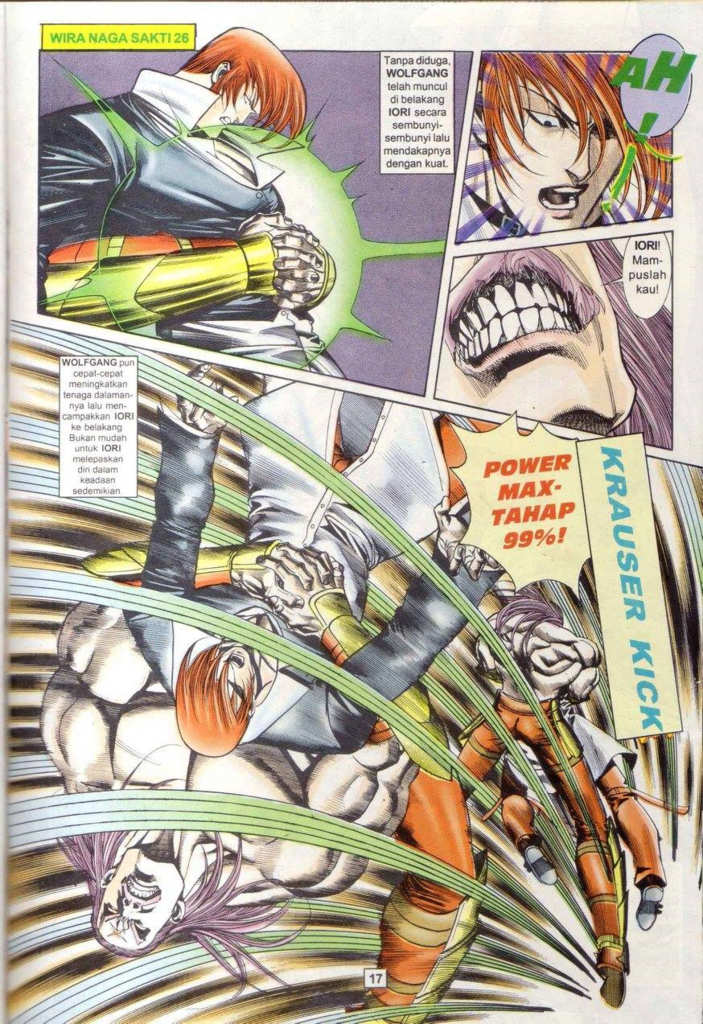 WIRA NAGA SAKTI 26
Tanpa diduga,
WOLFGANG
telah muncul
di belakang
IORI secara
sembunyi-
sembunyi lalu
mendakapnya
dengan kuat.
AH
!
IORI!
Mam-
puslah
kau!
WOLFGANG pun
cepat-cepat
meningkatkan
tenaga dalaman-
nya lalu men-
campakkan IORI
ke belakang
Bukan mudah
untuk IORI
melepaskan
diri dalam
keadaan
sedemikian
POWER
MAX-
TAHAP
99%!
KRAUSER KICK
17